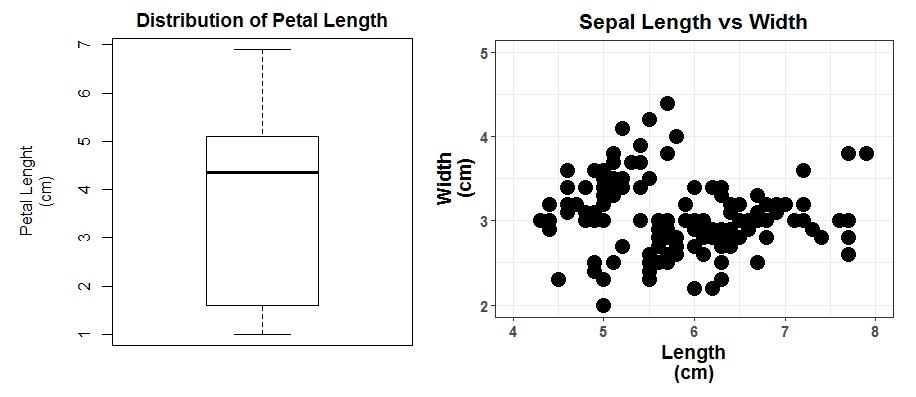 Distribution of Petal Length
7
6
5
4
3
2
1
Petal Lenght
(cm)
Sepal Length vs Width
5
4
3
2
Width
(cm)
4 5 6 7 8
Length
(cm)